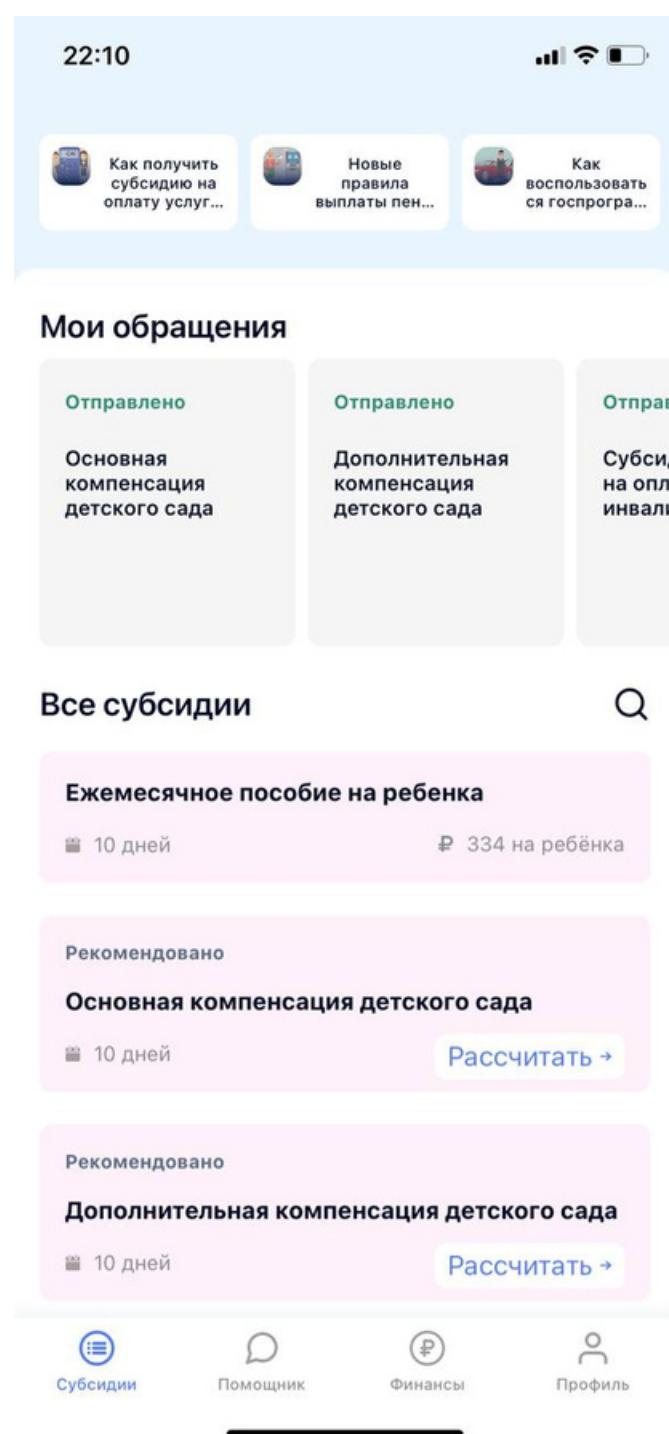 22:10
Как получить
субсидию на
оплату услуг...
Новые
правила
выплаты пен...
Как
воспользовать
ся госпрогра...
Мои обращения
Отправлено
Основная
компенсация
детского сада
Отправлено
Дополнительная
компенсация
детского сада
Все субсидии
Ежемесячное пособие на ребенка
10 дней
₽ 334 на ребёнка
Рекомендовано
Основная компенсация детского сада
10 дней
Рассчитать →
Рекомендовано
Дополнительная компенсация детского сада
10 дней
Рассчитать →
Субсидии
Помощник
Финансы
Профиль